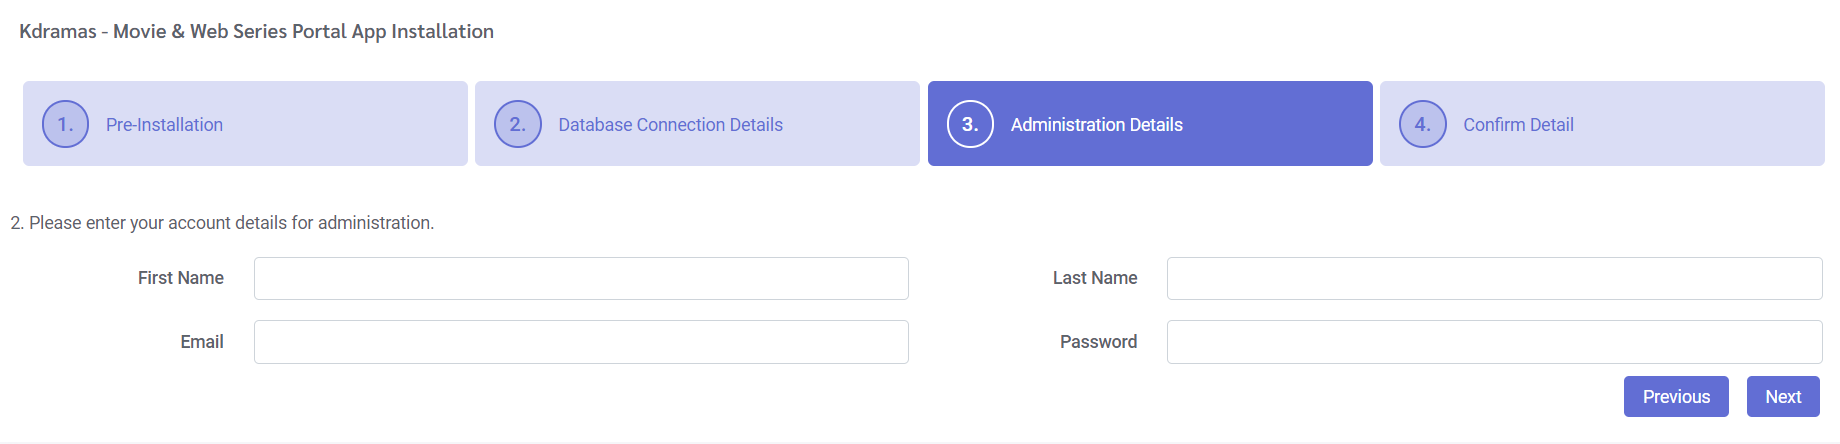 Kdramas - Movie & Web Series Portal App Installation
1. Pre-Installation
2. Database Connection Details
3. Administration Details
4. Confirm Detail
2. Please enter your account details for administration.
First Name
Last Name
Email
Password
Previous
Next